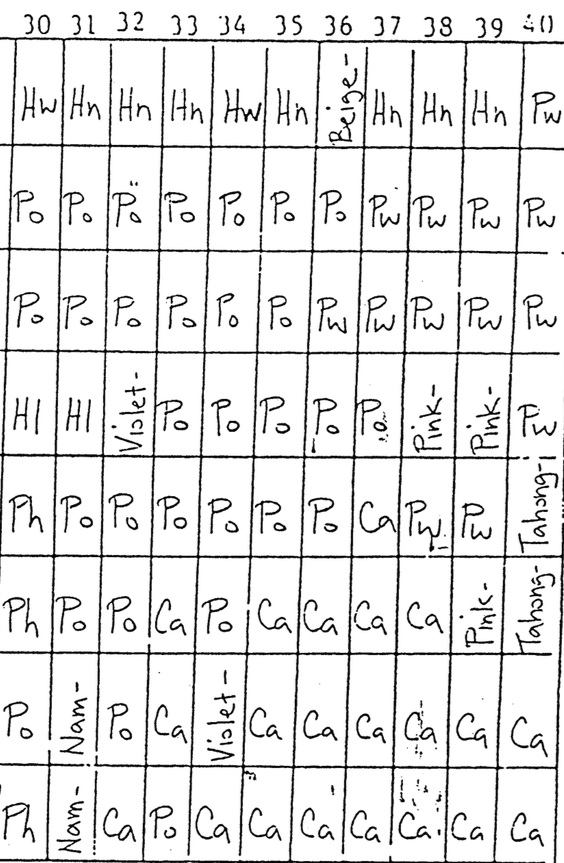 30 31 32 33 34 35 36 37 38 39 40
Hw Hn Hn Hn Hw Hn Beige- Hn Hn Hn Pw
Po Po Po Po Po Po Po Pw Pw Pw Pw
Po Po Po Po Po Po Pw Pw Pw Pw Pw
Hl Hl Violet- Po Po Po Po Po Pink- Pink- Pw
Ph Po Po Po Po Po Po Ca Pw Pw Tahong-
Ph Po Po Ca Po Ca Ca Ca Ca Pink- Tahong-
Po Nam- Po Ca Violet- Ca Ca Ca Ca Ca Ca
Ph Nam- Ca Po Ca Ca Ca Ca Ca Ca Ca